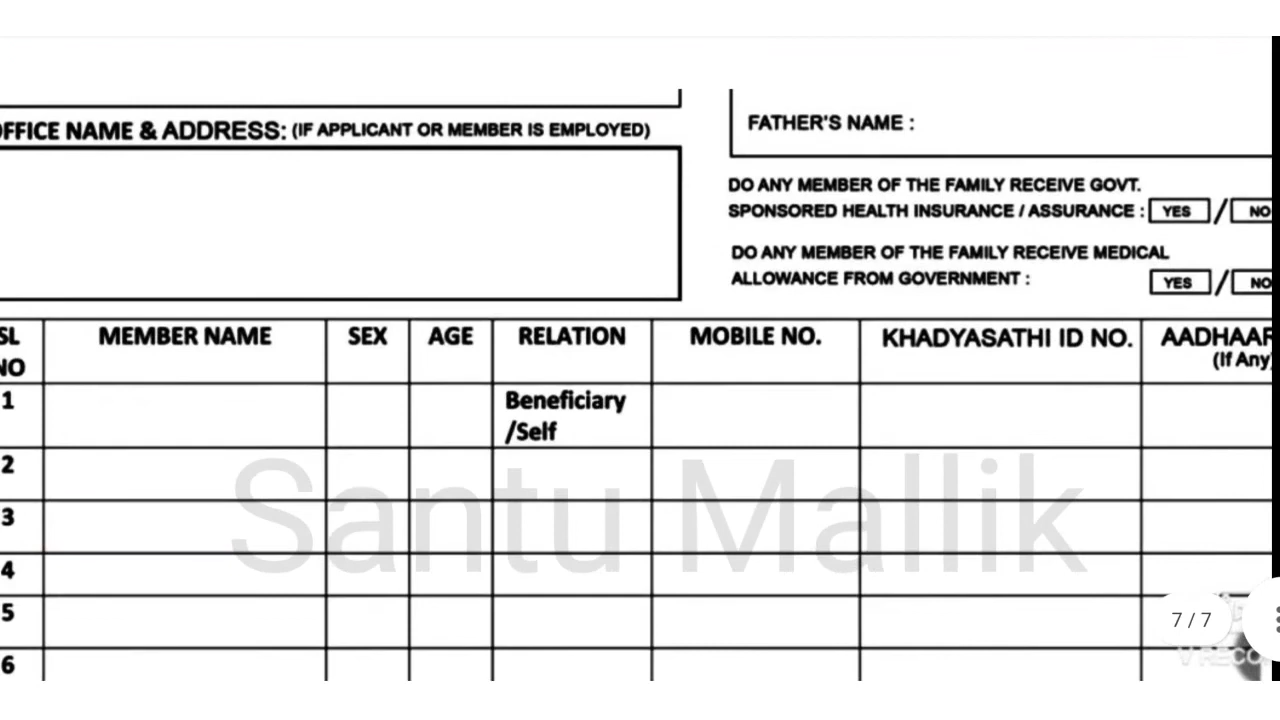 OFFICE NAME & ADDRESS: (IF APPLICANT OR MEMBER IS EMPLOYED)
FATHER'S NAME :
DO ANY MEMBER OF THE FAMILY RECEIVE GOVT.
SPONSORED HEALTH INSURANCE / ASSURANCE : YES / NO
DO ANY MEMBER OF THE FAMILY RECEIVE MEDICAL
ALLOWANCE FROM GOVERNMENT : YES / NO
SL NO MEMBER NAME SEX AGE RELATION MOBILE NO. KHADYASATHI ID NO. AADHAAR
(If Any)
1 Beneficiary
/Self
2
3
Santu Mallik
4
5
7 / 7
6
V RECO